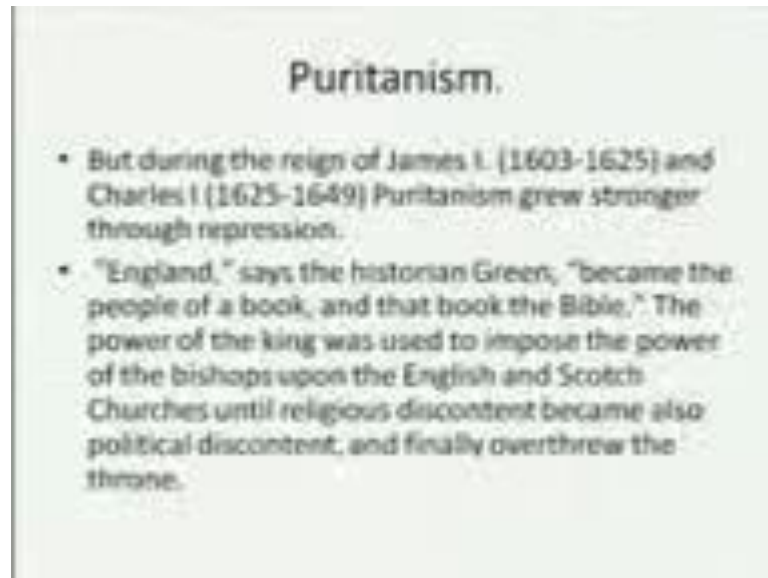 Puritanism.
• But during the reign of James I. (1603-1625) and
Charles I (1625-1649) Puritanism grew stronger
through repression.
• "England," says the historian Green, "became the
people of a book, and that book the Bible." The
power of the king was used to impose the power
of the bishops upon the English and Scotch
Churches until religious discontent became also
political discontent, and finally overthrew the
throne.